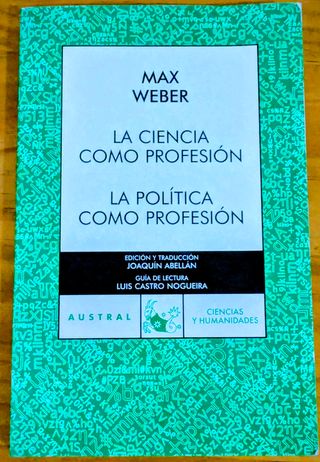 MAX
WEBER
LA CIENCIA
COMO PROFESIÓN
LA POLÍTICA
COMO PROFESIÓN
EDICIÓN Y TRADUCCIÓN
JOAQUÍN ABELLÁN
GUÍA DE LECTURA
LUIS CASTRO NOGUEIRA
AUSTRAL
CIENCIAS
Y HUMANIDADES